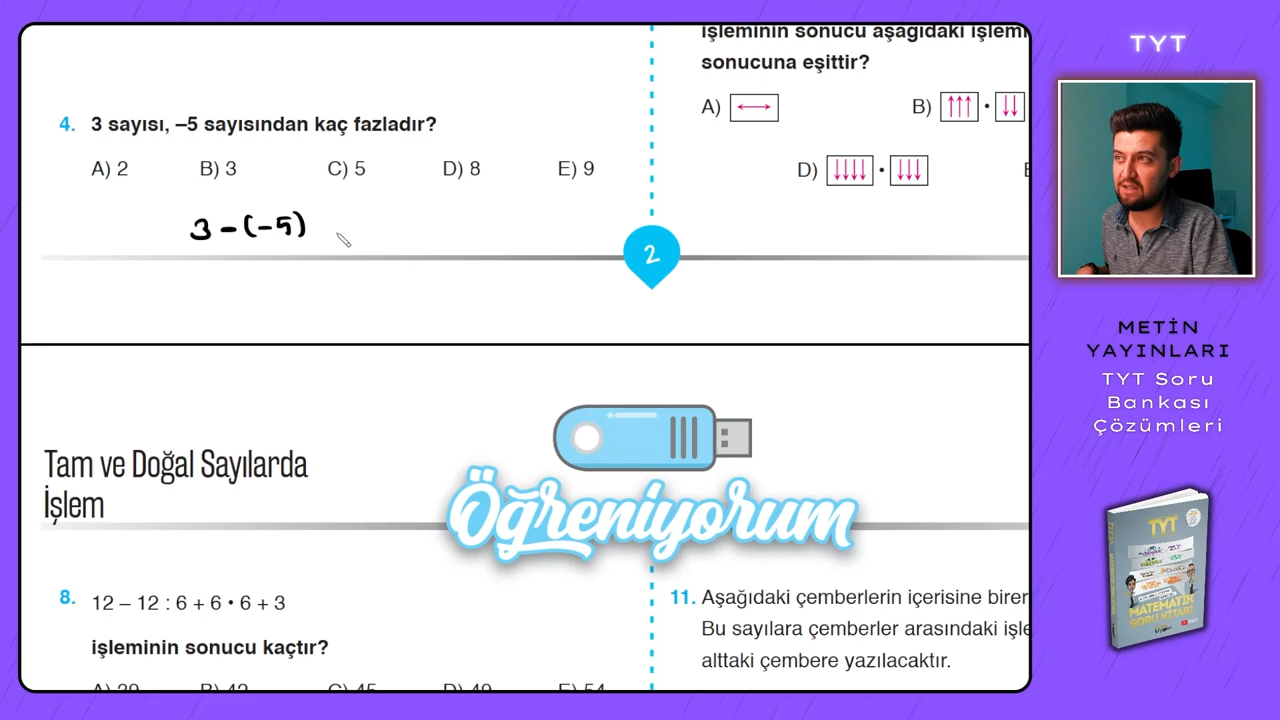 işleminin sonucu aşağıdaki işlemi
sonucuna eşittir?
A)
B)
D)
4. 3 sayısı, –5 sayısından kaç fazladır?
A) 2 B) 3 C) 5 D) 8 E) 9
3 – (–5)
2
Tam ve Doğal Sayılarda
İşlem
Öğreniyorum
8. 12 – 12 : 6 + 6 • 6 + 3
işleminin sonucu kaçtır?
C) 45
11. Aşağıdaki çemberlerin içerisine birer
Bu sayılara çemberler arasındaki işle
alttaki çembere yazılacaktır.
TYT
METİN
YAYINLARI
TYT Soru
Bankası
Çözümleri
TYT
MATEMATİK
SORU KİTABI